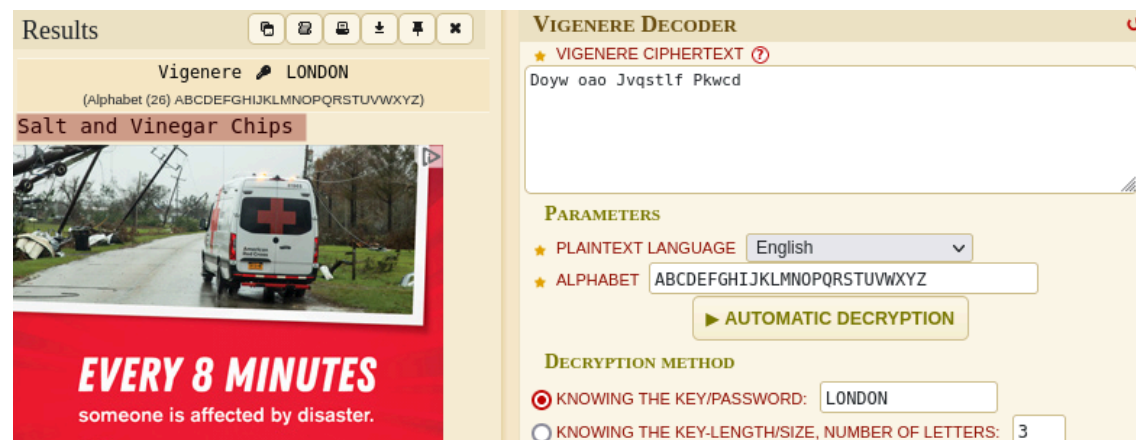 Results
Vigenere LONDON
(Alphabet (26) ABCDEFGHIJKLMNOPQRSTUVWXYZ)
Salt and Vinegar Chips
EVERY 8 MINUTES
someone is affected by disaster.
VIGENERE DECODER
VIGENERE CIPHERTEXT ?
Doyw oao Jvqstlf Pkwcd
PARAMETERS
PLAINTEXT LANGUAGE English
ALPHABET ABCDEFGHIJKLMNOPQRSTUVWXYZ
▶ AUTOMATIC DECRYPTION
DECRYPTION METHOD
KNOWING THE KEY/PASSWORD: LONDON
KNOWING THE KEY-LENGTH/SIZE, NUMBER OF LETTERS: 3